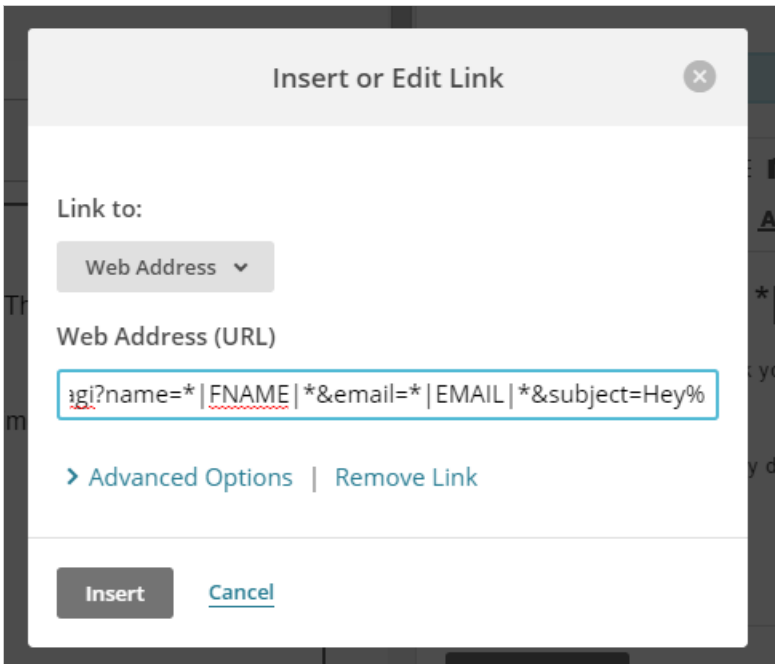 Insert or Edit Link
Link to:
Web Address
Web Address (URL)
agi?name=*|FNAME|*&email=*|EMAIL|*&subject=Hey%
Advanced Options | Remove Link
Insert Cancel